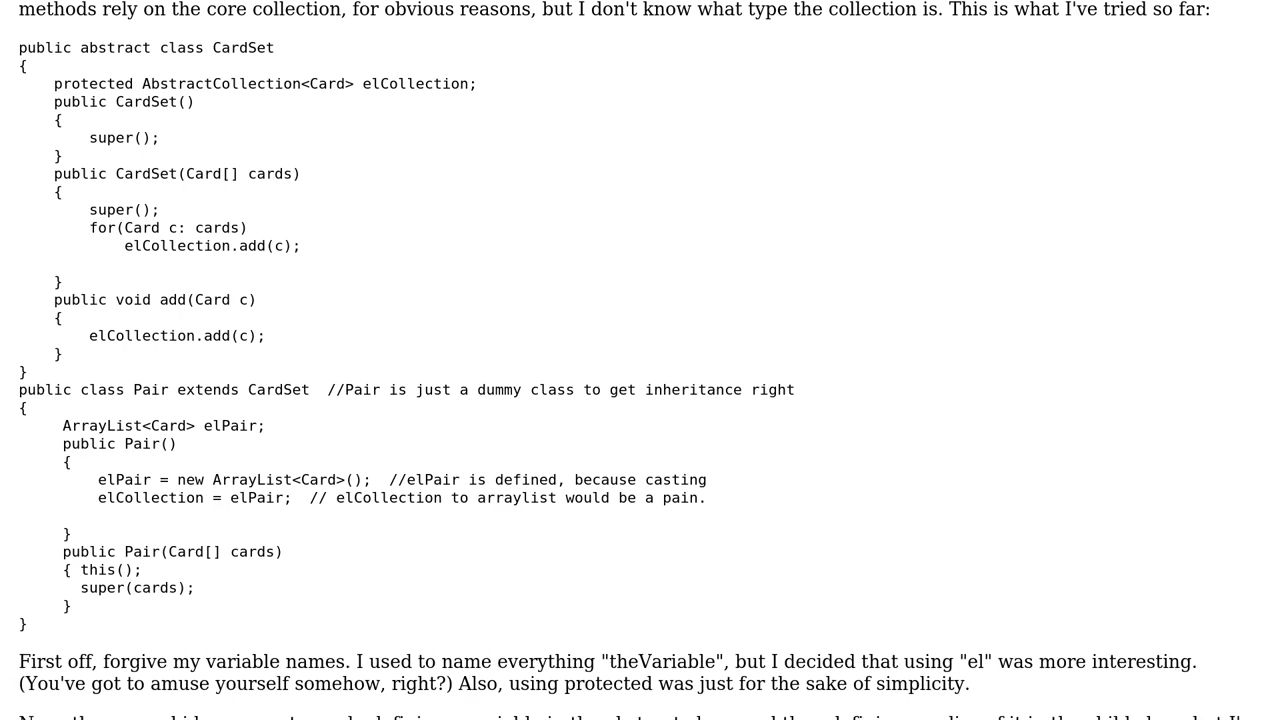 methods rely on the core collection, for obvious reasons, but I don't know what type the collection is. This is what I've tried so far:
public abstract class CardSet
{
    protected AbstractCollection<Card> elCollection;
    public CardSet()
    {
        super();
    }
    public CardSet(Card[] cards)
    {
        super();
        for(Card c: cards)
            elCollection.add(c);

    }
    public void add(Card c)
    {
        elCollection.add(c);
    }
}
public class Pair extends CardSet  //Pair is just a dummy class to get inheritance right
{
     ArrayList<Card> elPair;
     public Pair()
     {
         elPair = new ArrayList<Card>();  //elPair is defined, because casting
         elCollection = elPair;  // elCollection to arraylist would be a pain.

     }
     public Pair(Card[] cards)
     { this();
       super(cards);
     }
}
First off, forgive my variable names. I used to name everything "theVariable", but I decided that using "el" was more interesting.
(You've got to amuse yourself somehow, right?) Also, using protected was just for the sake of simplicity.